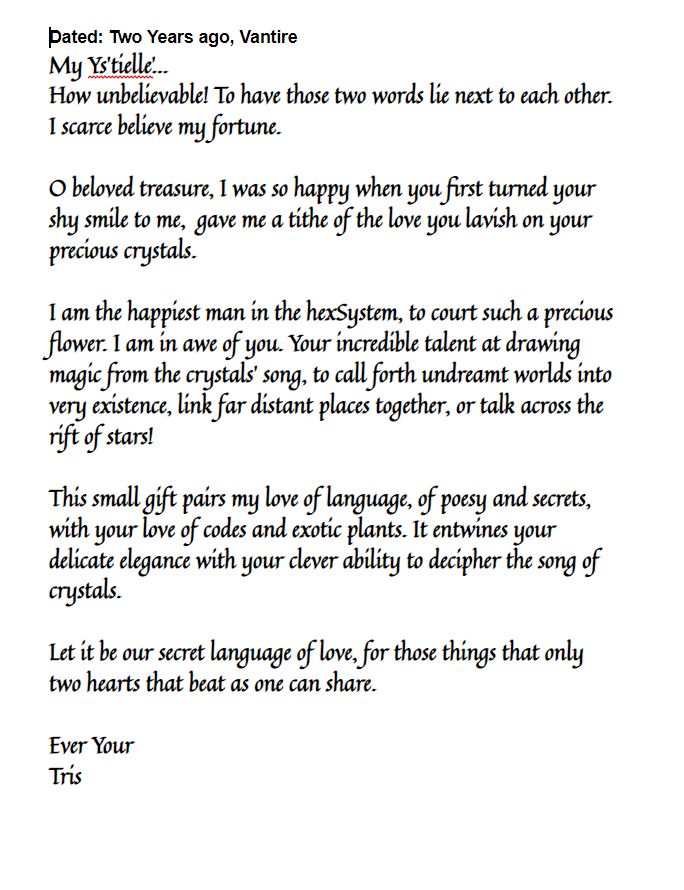 Dated: Two Years ago, Vantire
My Ys'tielle'...
How unbelievable! To have those two words lie next to each other.
I scarce believe my fortune.
O beloved treasure, I was so happy when you first turned your
shy smile to me,  gave me a tithe of the love you lavish on your
precious crystals.
I am the happiest man in the hexSystem, to court such a precious
flower. I am in awe of you. Your incredible talent at drawing
magic from the crystals' song, to call forth undreamt worlds into
very existence, link far distant places together, or talk across the
rift of stars!
This small gift pairs my love of language, of poesy and secrets,
with your love of codes and exotic plants. It entwines your
delicate elegance with your clever ability to decipher the song of
crystals.
Let it be our secret language of love, for those things that only
two hearts that beat as one can share.
Ever Your
Tris